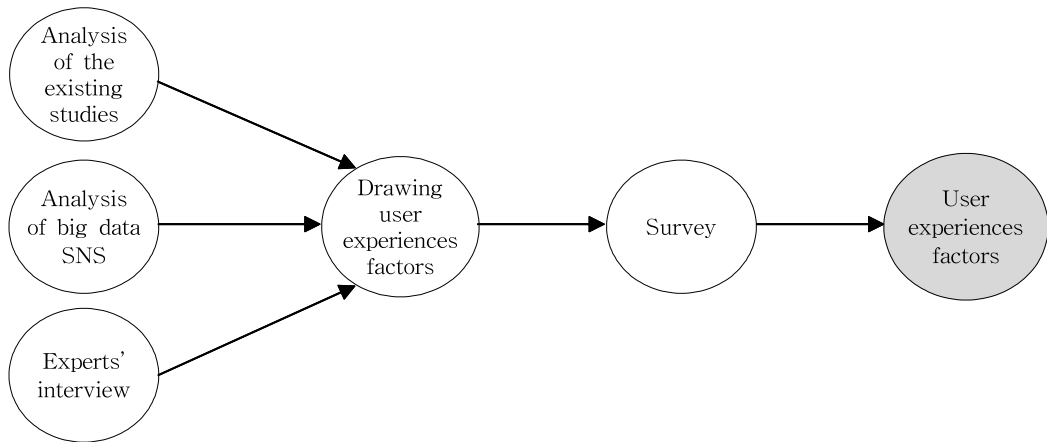 Analysis
of the
existing
studies
Analysis
of big data
SNS
Experts'
interview
Drawing
user
experiences
factors
Survey
User
experiences
factors